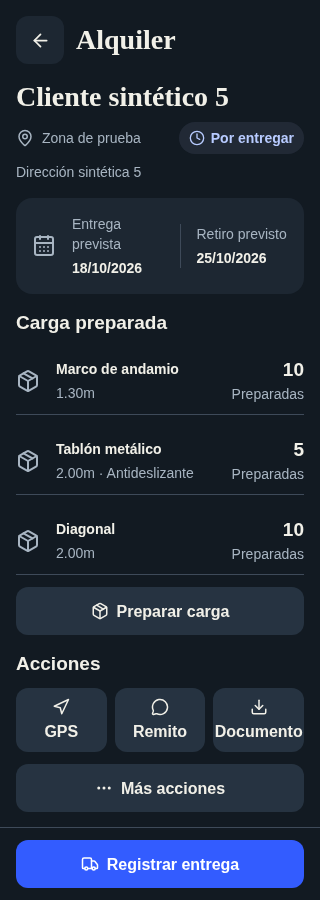 Alquiler
Cliente sintético 5
Zona de prueba
Por entregar
Dirección sintética 5
Entrega
prevista
18/10/2026
Retiro previsto
25/10/2026
Carga preparada
Marco de andamio
10
1.30m
Preparadas
Tablón metálico
5
2.00m · Antideslizante
Preparadas
Diagonal
10
2.00m
Preparadas
Preparar carga
Acciones
GPS
Remito
Documento
Más acciones
Registrar entrega